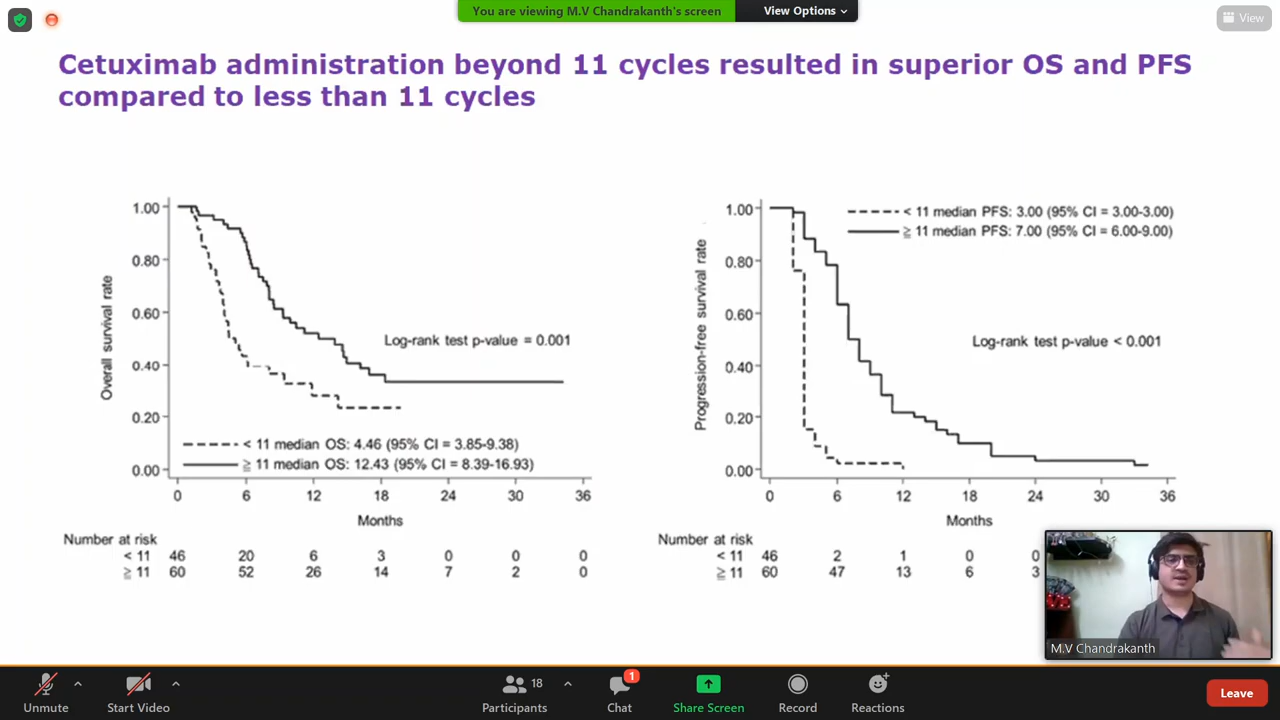 You are viewing M.V Chandrakanth's screen
View Options
View
Cetuximab administration beyond 11 cycles resulted in superior OS and PFS
compared to less than 11 cycles
Overall survival rate
1.00
0.80
0.60
0.40
0.20
0.00
Log-rank test p-value = 0.001
< 11 median OS: 4.46 (95% CI = 3.85-9.38)
≧ 11 median OS: 12.43 (95% CI = 8.39-16.93)
0 6 12 18 24 30 36
Months
Number at risk
< 11 46 20 6 3 0 0 0
≧ 11 60 52 26 14 7 2 0
Progression-free survival rate
1.00
0.80
0.60
0.40
0.20
0.00
< 11 median PFS: 3.00 (95% CI = 3.00-3.00)
≧ 11 median PFS: 7.00 (95% CI = 6.00-9.00)
Log-rank test p-value < 0.001
0 6 12 18 24 30 36
Months
Number at risk
< 11 46 2 1 0 0
≧ 11 60 47 13 6 3
M.V Chandrakanth
Unmute
Start Video
18
Participants
1
Chat
Share Screen
Record
Reactions
Leave